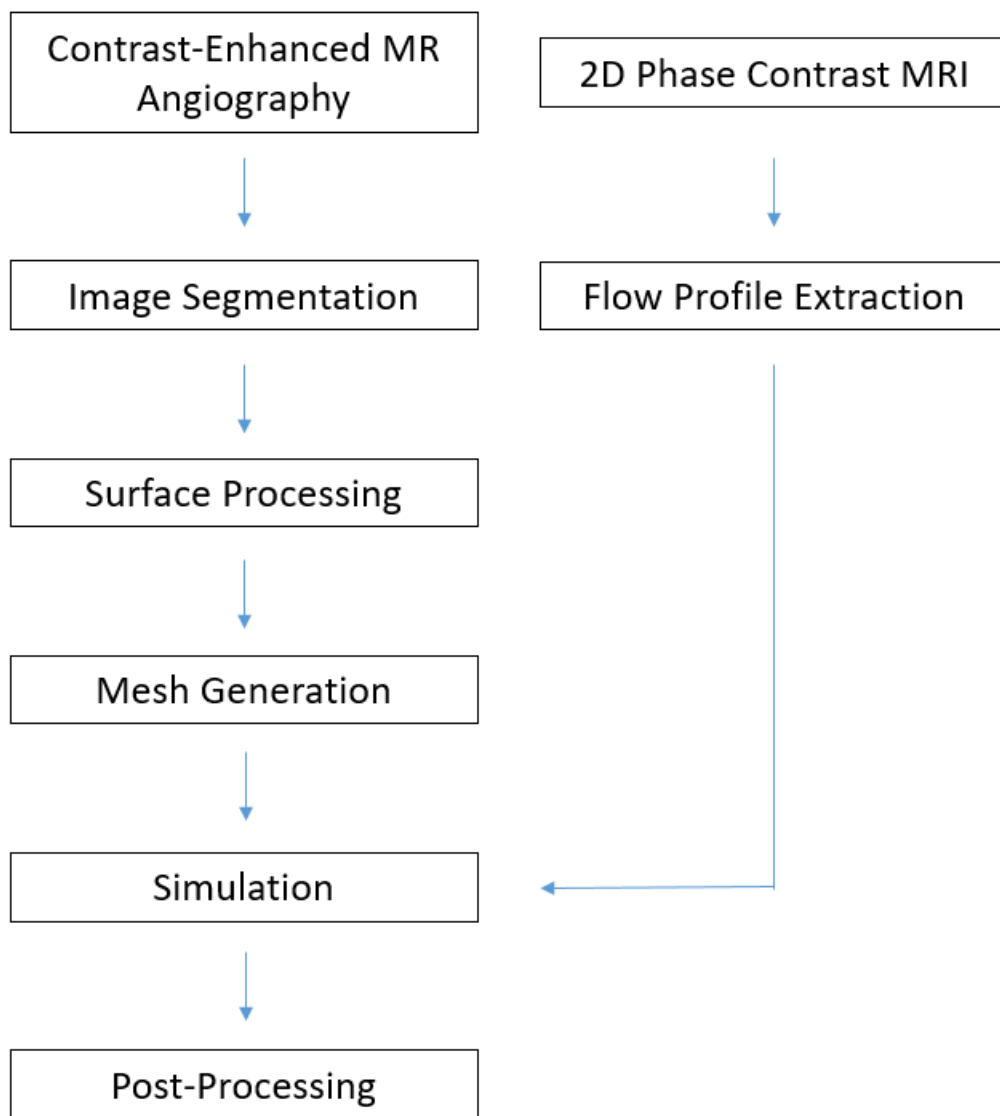 Contrast-Enhanced MR
Angiography
2D Phase Contrast MRI
Image Segmentation
Flow Profile Extraction
Surface Processing
Mesh Generation
Simulation
Post-Processing